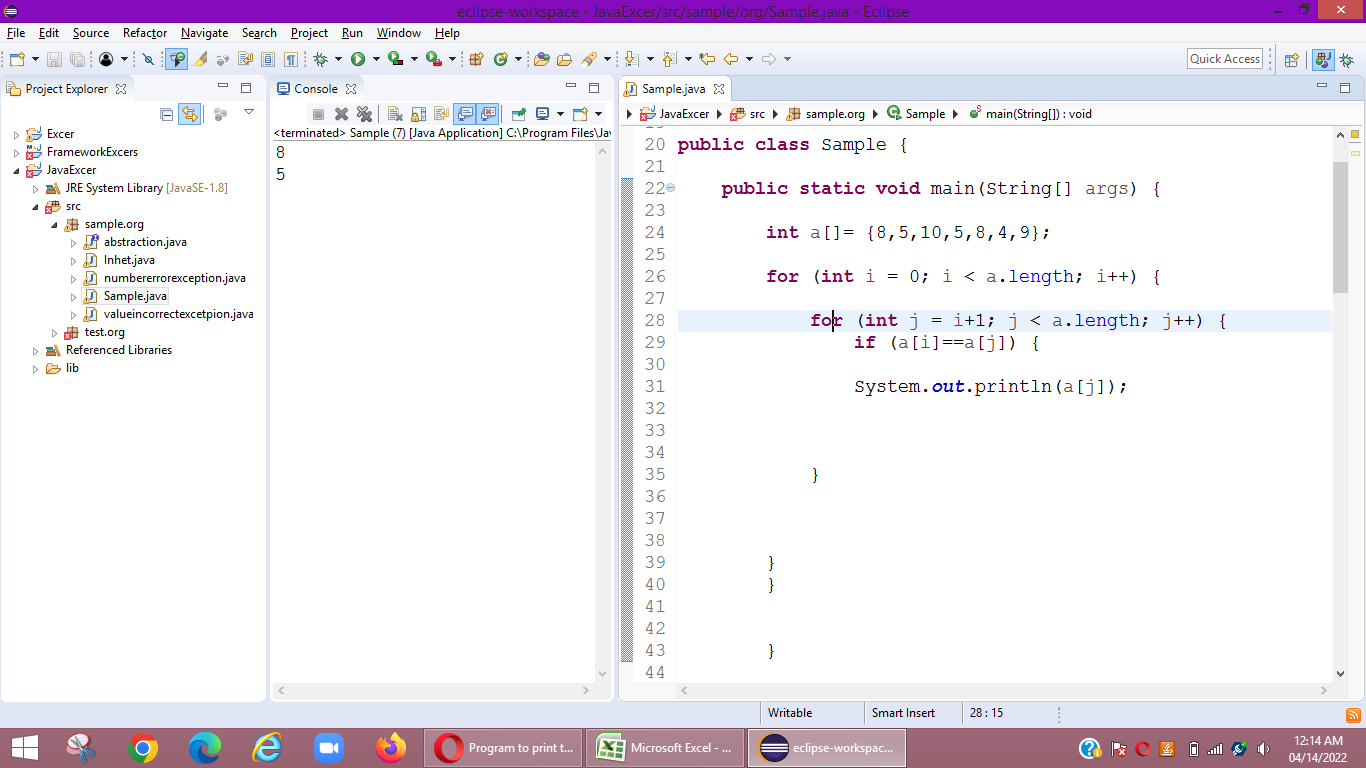 eclipse-workspace - JavaExcer/src/sample/org/Sample.java - Eclipse
File Edit Source Refactor Navigate Search Project Run Window Help
Quick Access
Project Explorer
Excer
FrameworkExcers
JavaExcer
JRE System Library [JavaSE-1.8]
src
sample.org
abstraction.java
Inhet.java
numbererrorexception.java
Sample.java
valueincorrectexcetpion.java
test.org
Referenced Libraries
lib
Console
<terminated> Sample (7) [Java Application] C:\Program Files\Jav
8
5
Sample.java
JavaExcer src sample.org Sample main(String[]) : void
20 public class Sample {
21
22 public static void main(String[] args) {
23
24 int a[]= {8,5,10,5,8,4,9};
25
26 for (int i = 0; i < a.length; i++) {
27
28 for (int j = i+1; j < a.length; j++) {
29 if (a[i]==a[j]) {
30
31 System.out.println(a[j]);
32
33
34
35 }
36
37
38
39 }
40 }
41
42
43 }
44
Writable Smart Insert 28 : 15
Program to print t... Microsoft Excel - ... eclipse-workspac...
12:14 AM
04/14/2022